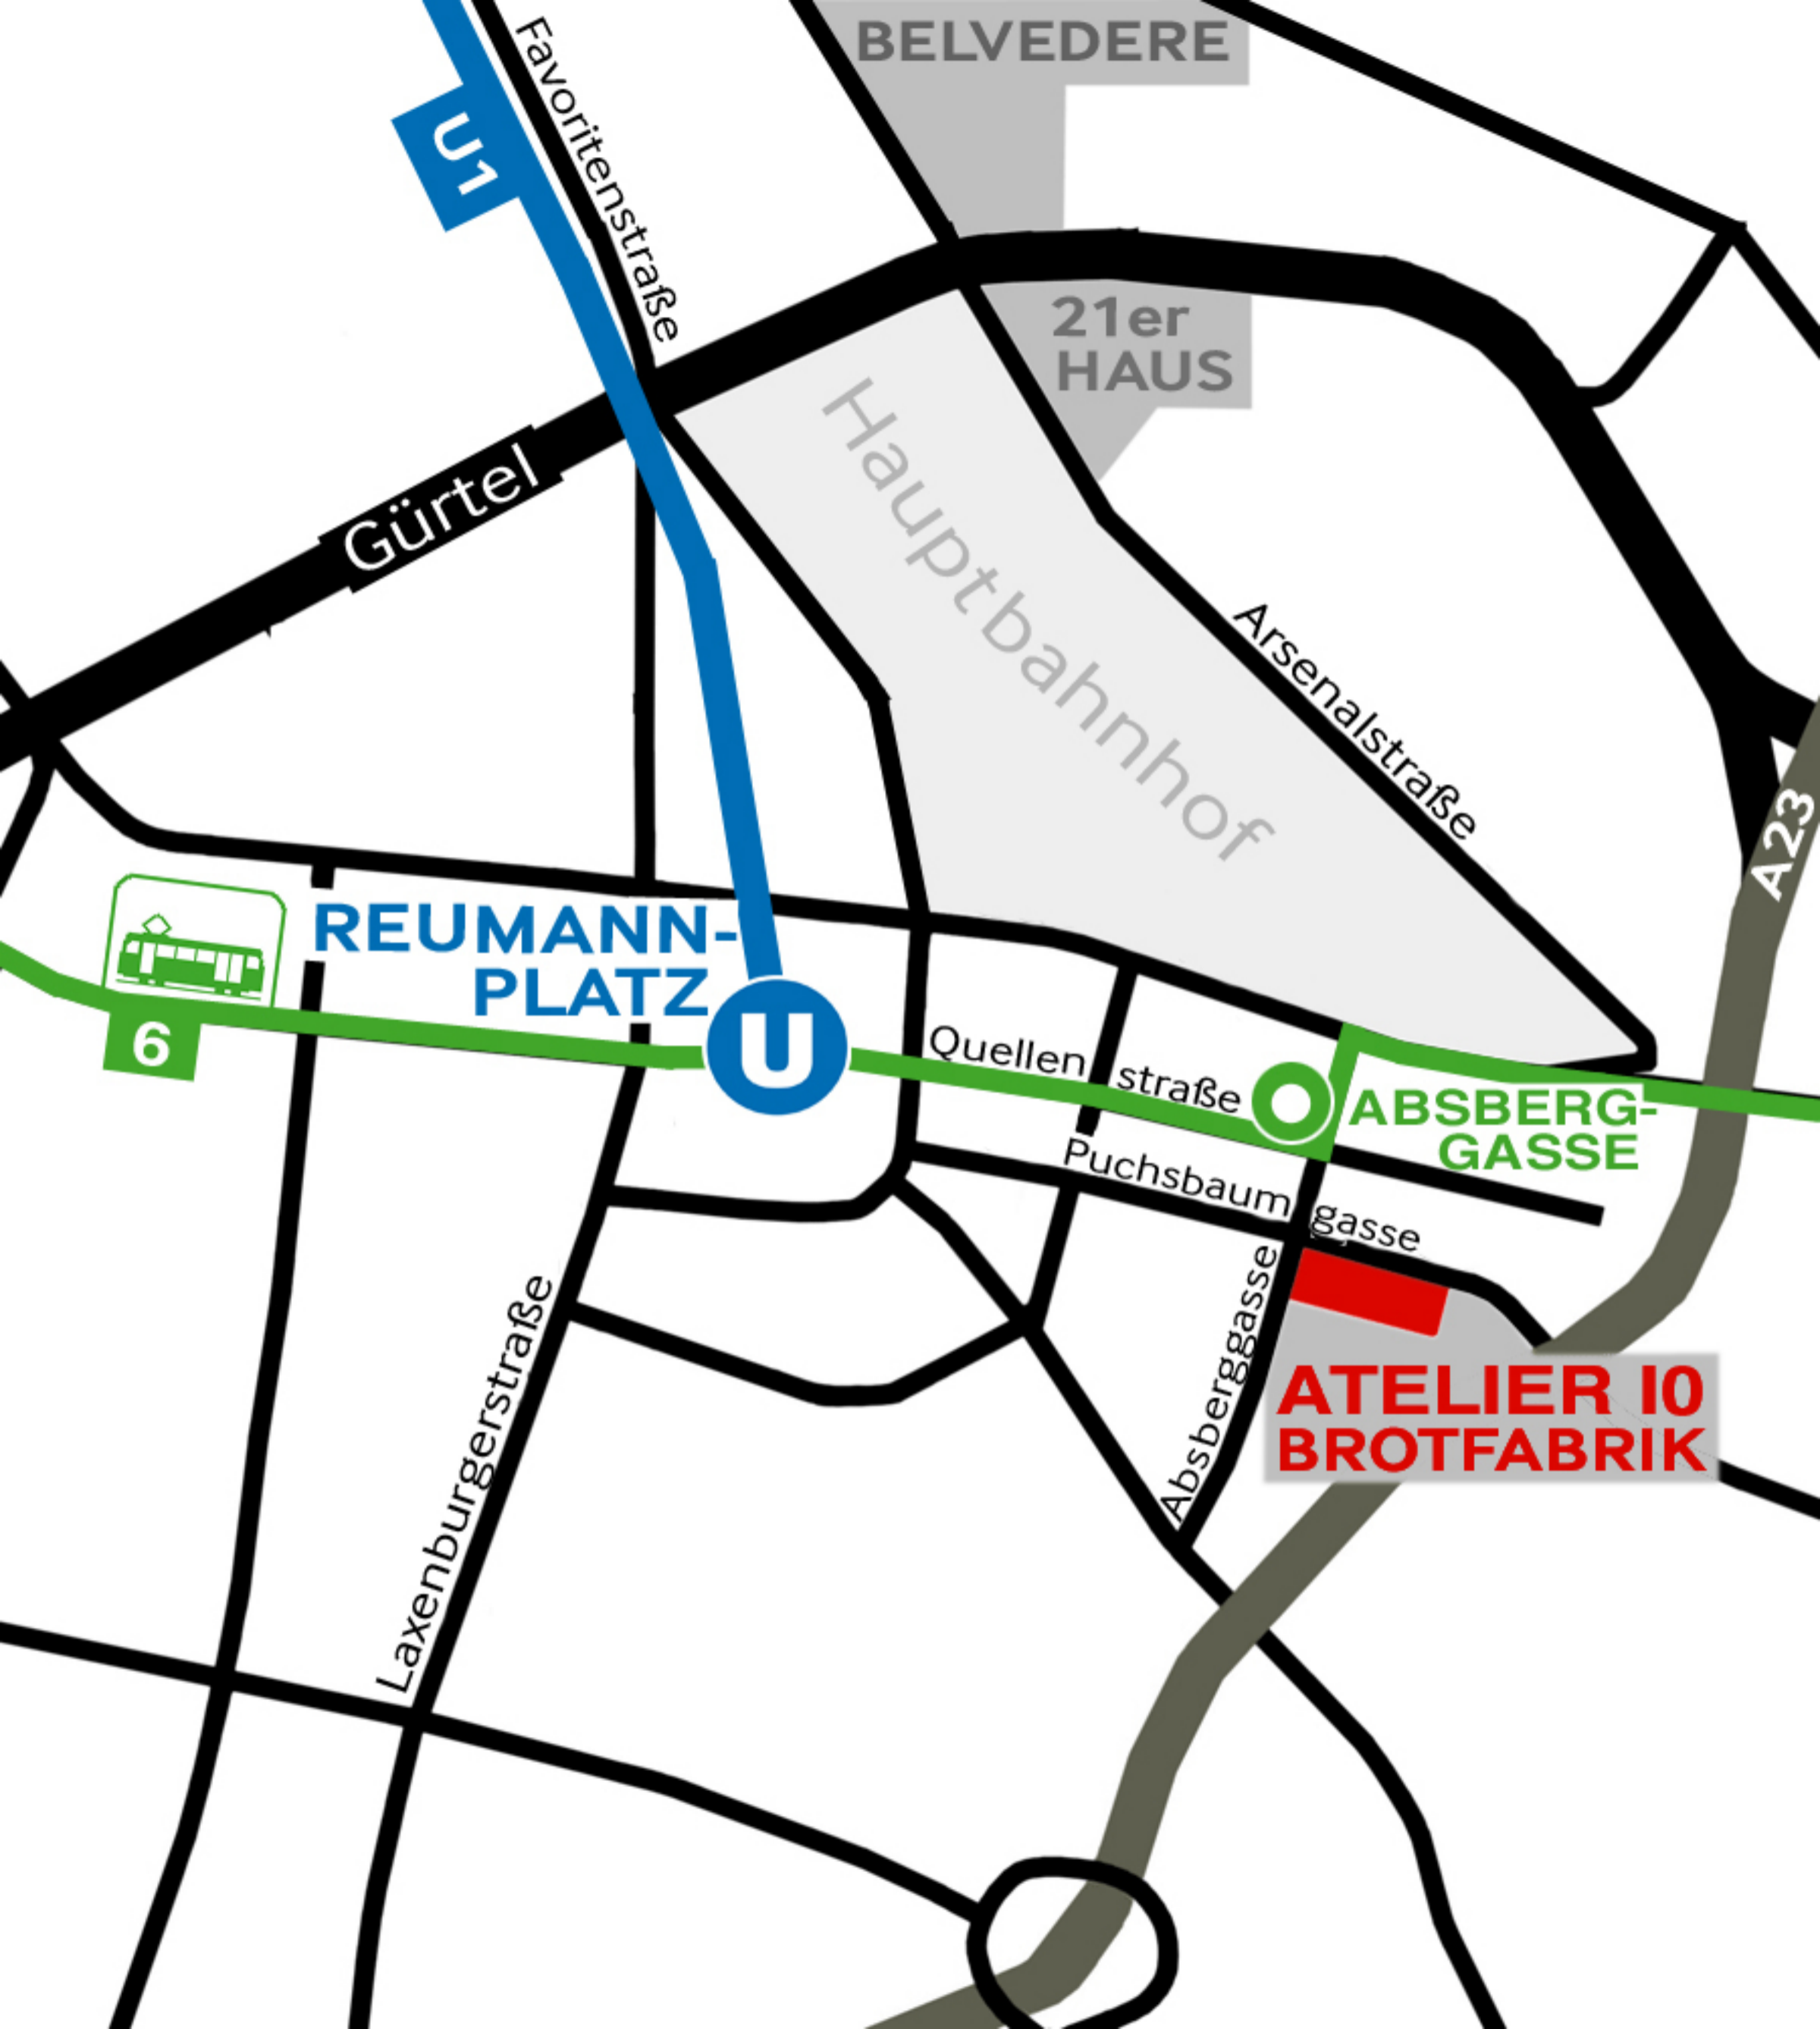 BELVEDERE
Favoritenstraße
U1
21er
HAUS
Hauptbahnhof
Gürtel
Arsenalstraße
A23
REUMANN-
PLATZ
6
U
Quellen straße
ABSBERG-
GASSE
Puchsbaum gasse
Absberggasse
Laxenburgerstraße
ATELIER 10
BROTFABRIK